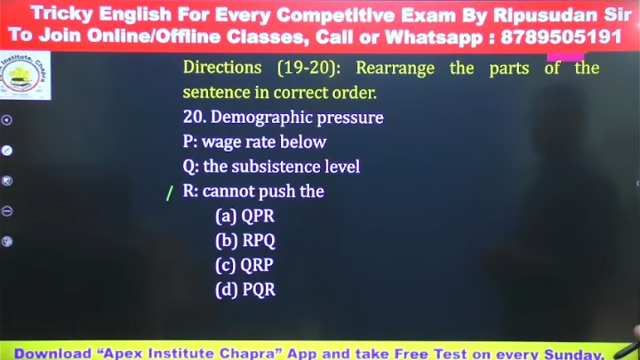 Tricky English For Every Competitive Exam By Ripusudan Sir
To Join Online/Offline Classes, Call or Whatsapp : 8789505191
Institute, Chapra
Directions (19-20): Rearrange the parts of the
sentence in correct order.
20. Demographic pressure
P: wage rate below
Q: the subsistence level
R: cannot push the
(a) QPR
(b) RPQ
(c) QRP
(d) PQR
Download “Apex Institute Chapra” App and take Free Test on every Sunday.